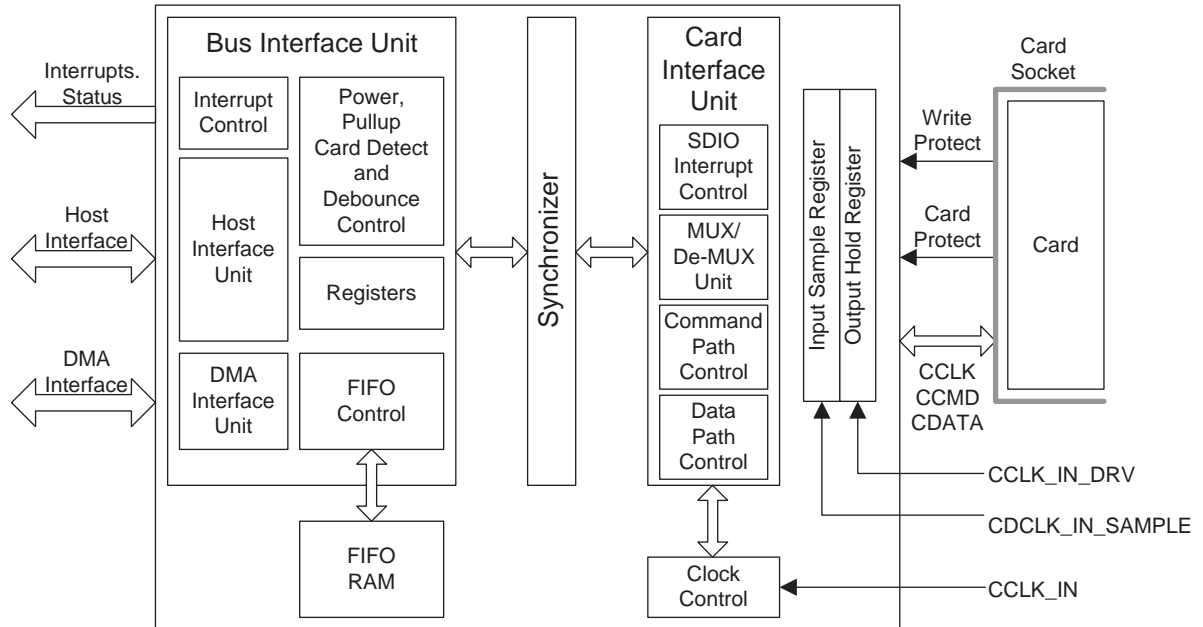 Interrupts.
Status
Host
Interface
DMA
Interface
Bus Interface Unit
Interrupt
Control
Host
Interface
Unit
DMA
Interface
Unit
Power,
Pullup
Card Detect
and
Debounce
Control
Registers
FIFO
Control
FIFO
RAM
Synchronizer
Card
Interface
Unit
SDIO
Interrupt
Control
MUX/
De-MUX
Unit
Command
Path
Control
Data
Path
Control
Clock
Control
Input Sample Register
Output Hold Register
Card
Socket
Write
Protect
Card
Protect
Card
CCLK
CCMD
CDATA
CCLK_IN_DRV
CDCLK_IN_SAMPLE
CCLK_IN